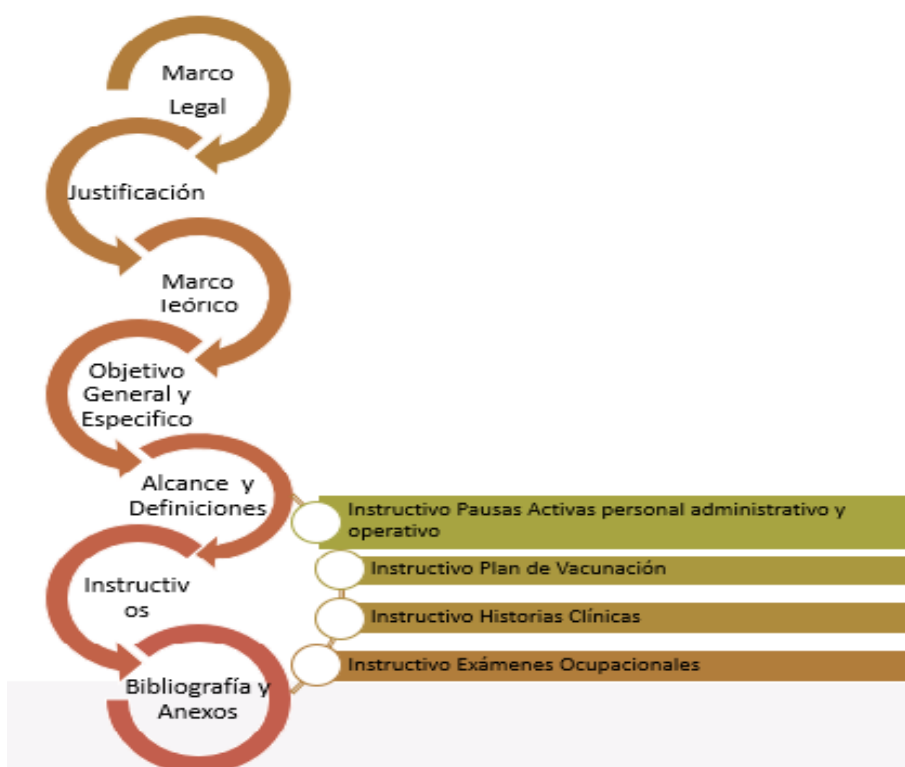 Marco
Legal
Justificación
Marco
Teórico
Objetivo
General y
Especifico
Alcance y
Definiciones
Instructiv
os
Bibliografía y
Anexos
Instructivo Pausas Activas personal administrativo y
operativo
Instructivo Plan de Vacunación
Instructivo Historias Clínicas
Instructivo Exámenes Ocupacionales